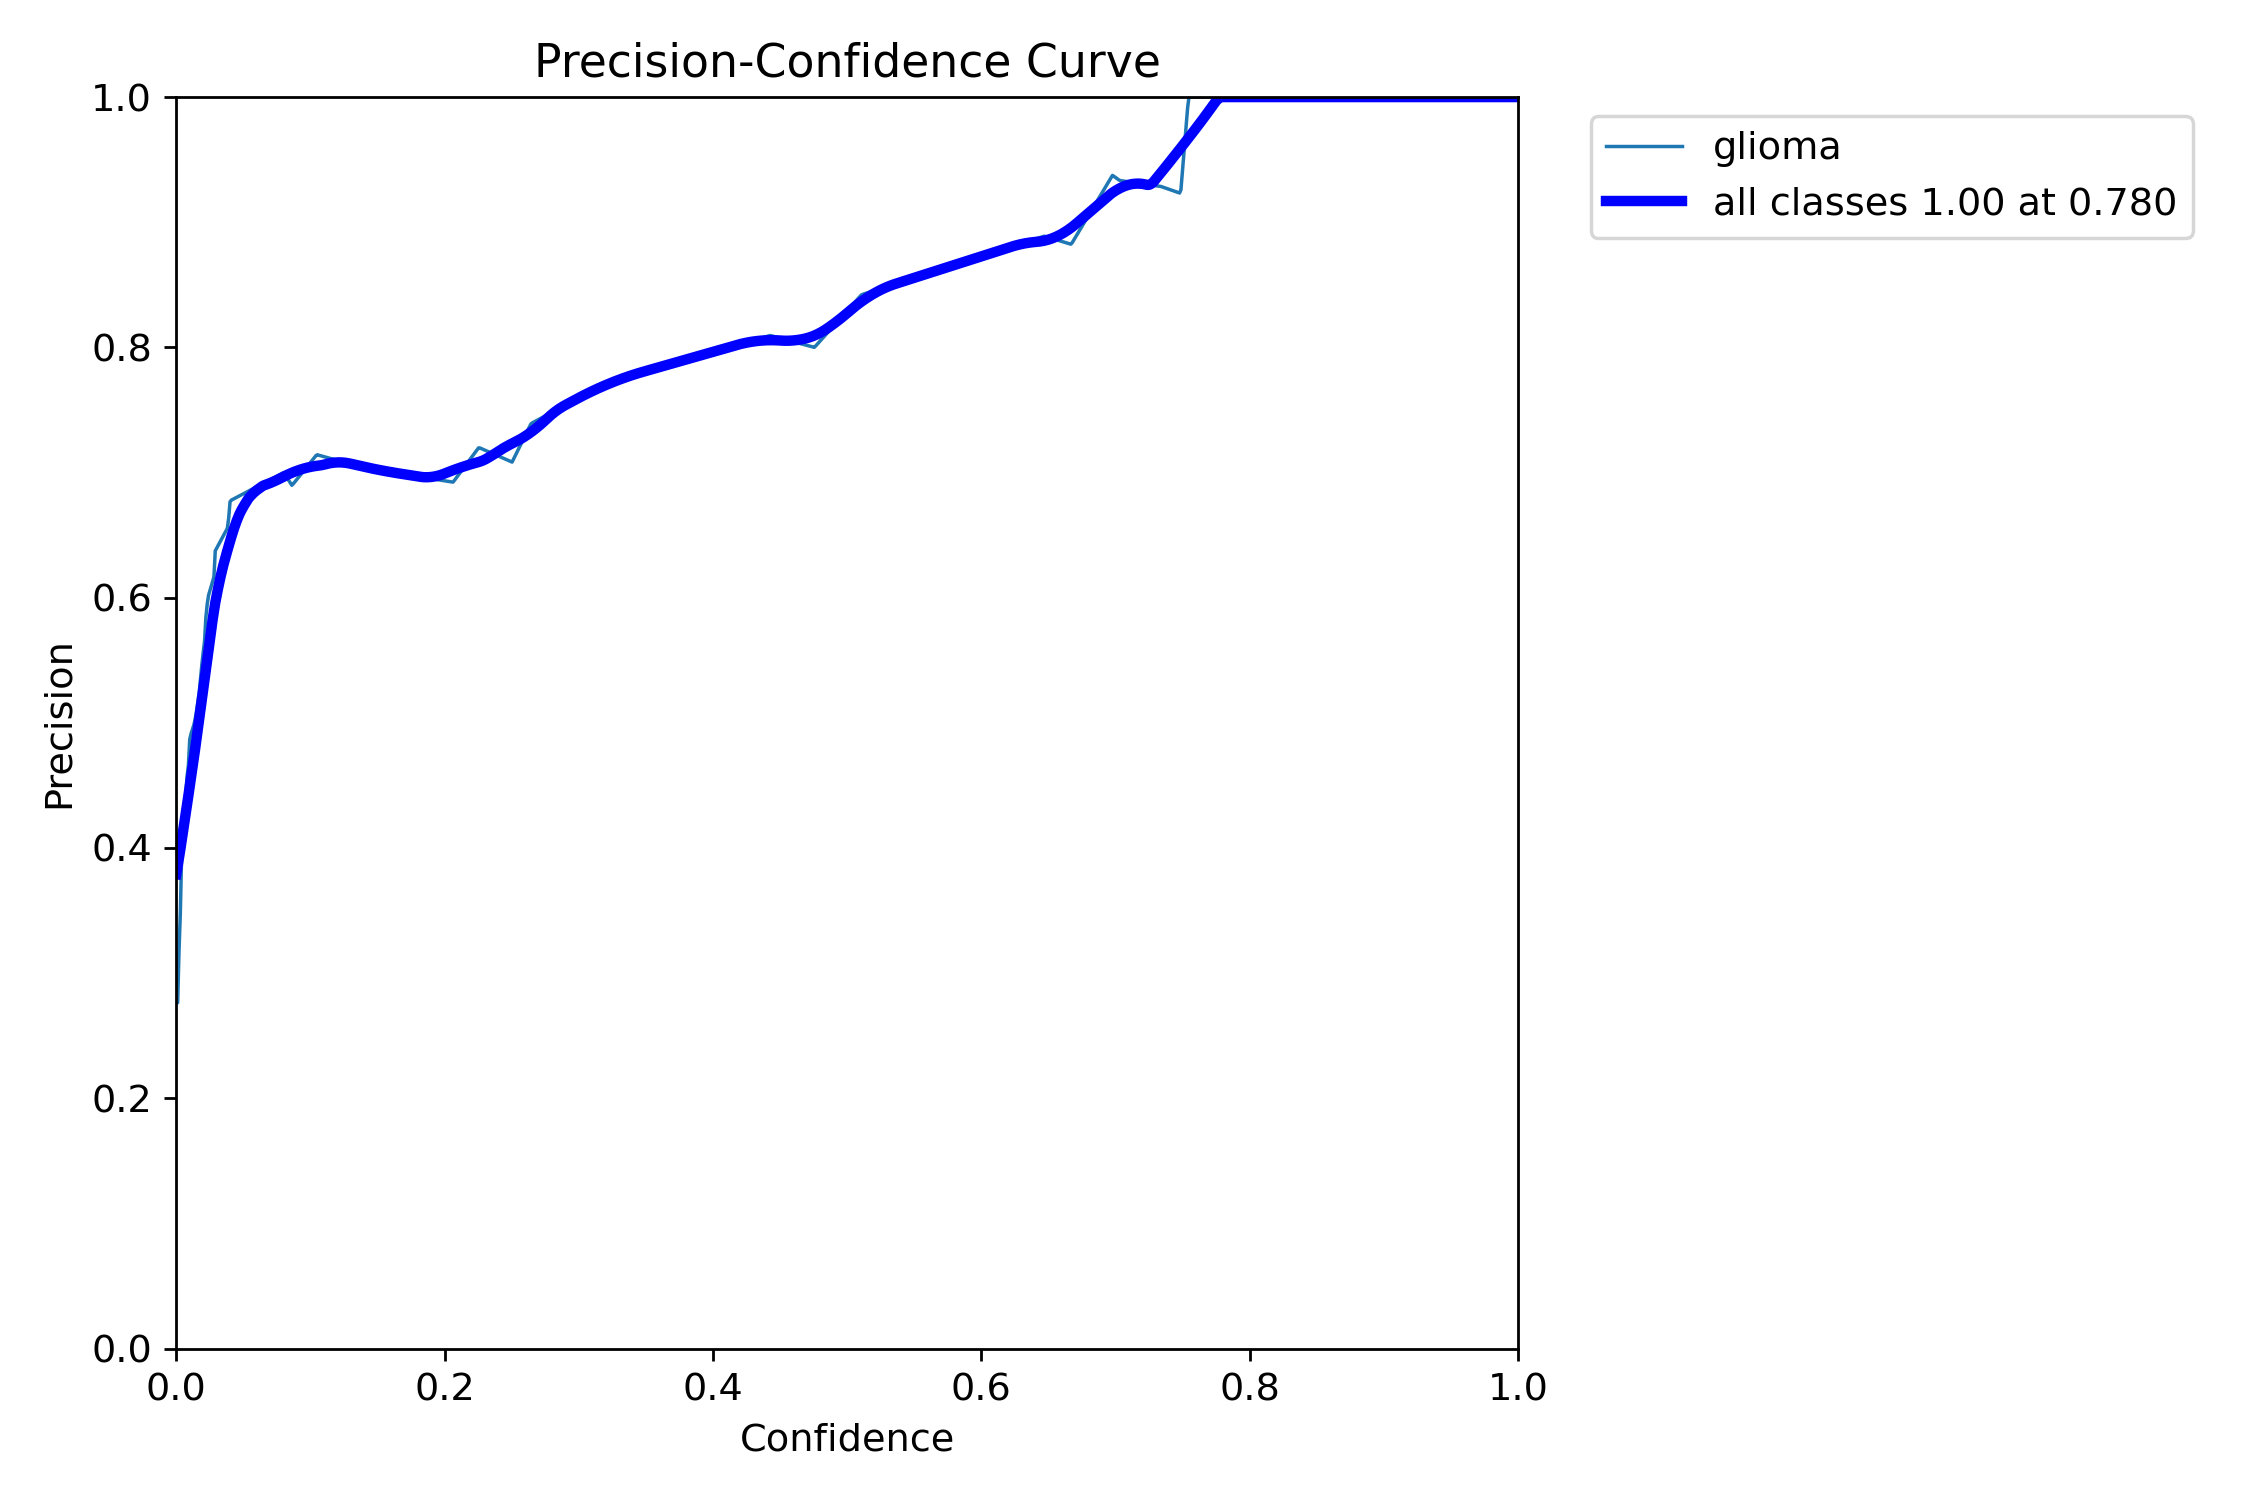 Precision-Confidence Curve
glioma
all classes 1.00 at 0.780
Precision
1.0
0.8
0.6
0.4
0.2
0.0
0.0 0.2 0.4 0.6 0.8 1.0
Confidence